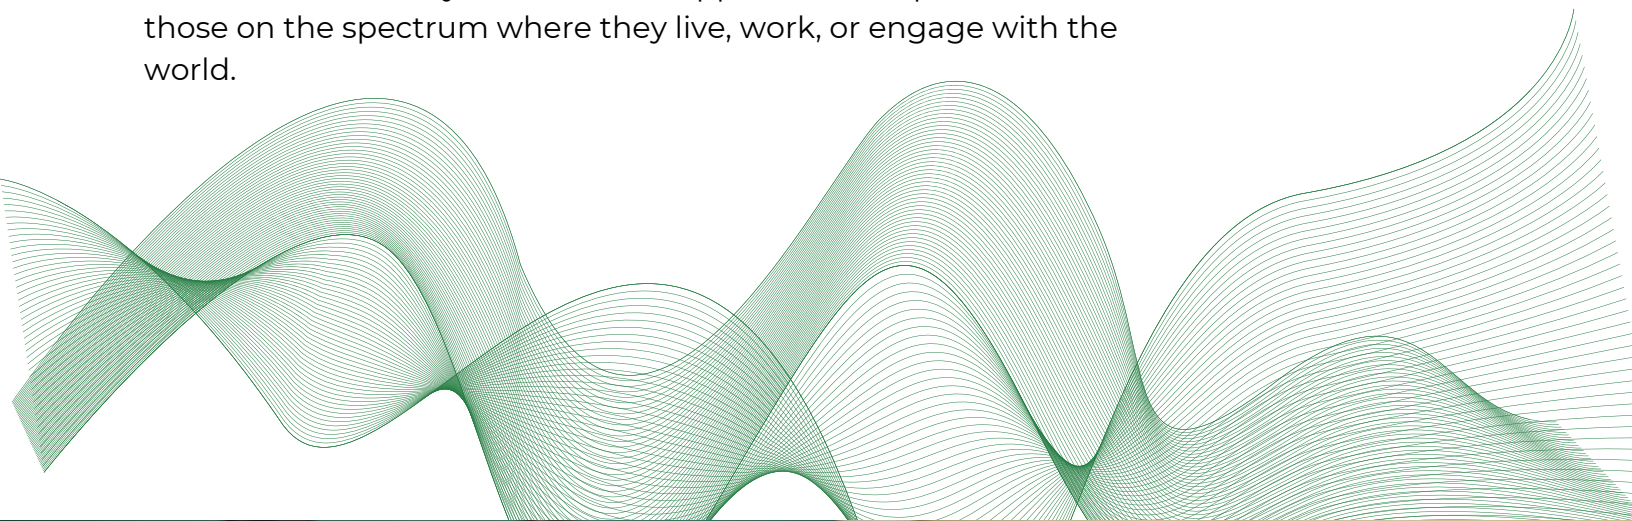 those on the spectrum where they live, work, or engage with the
world.